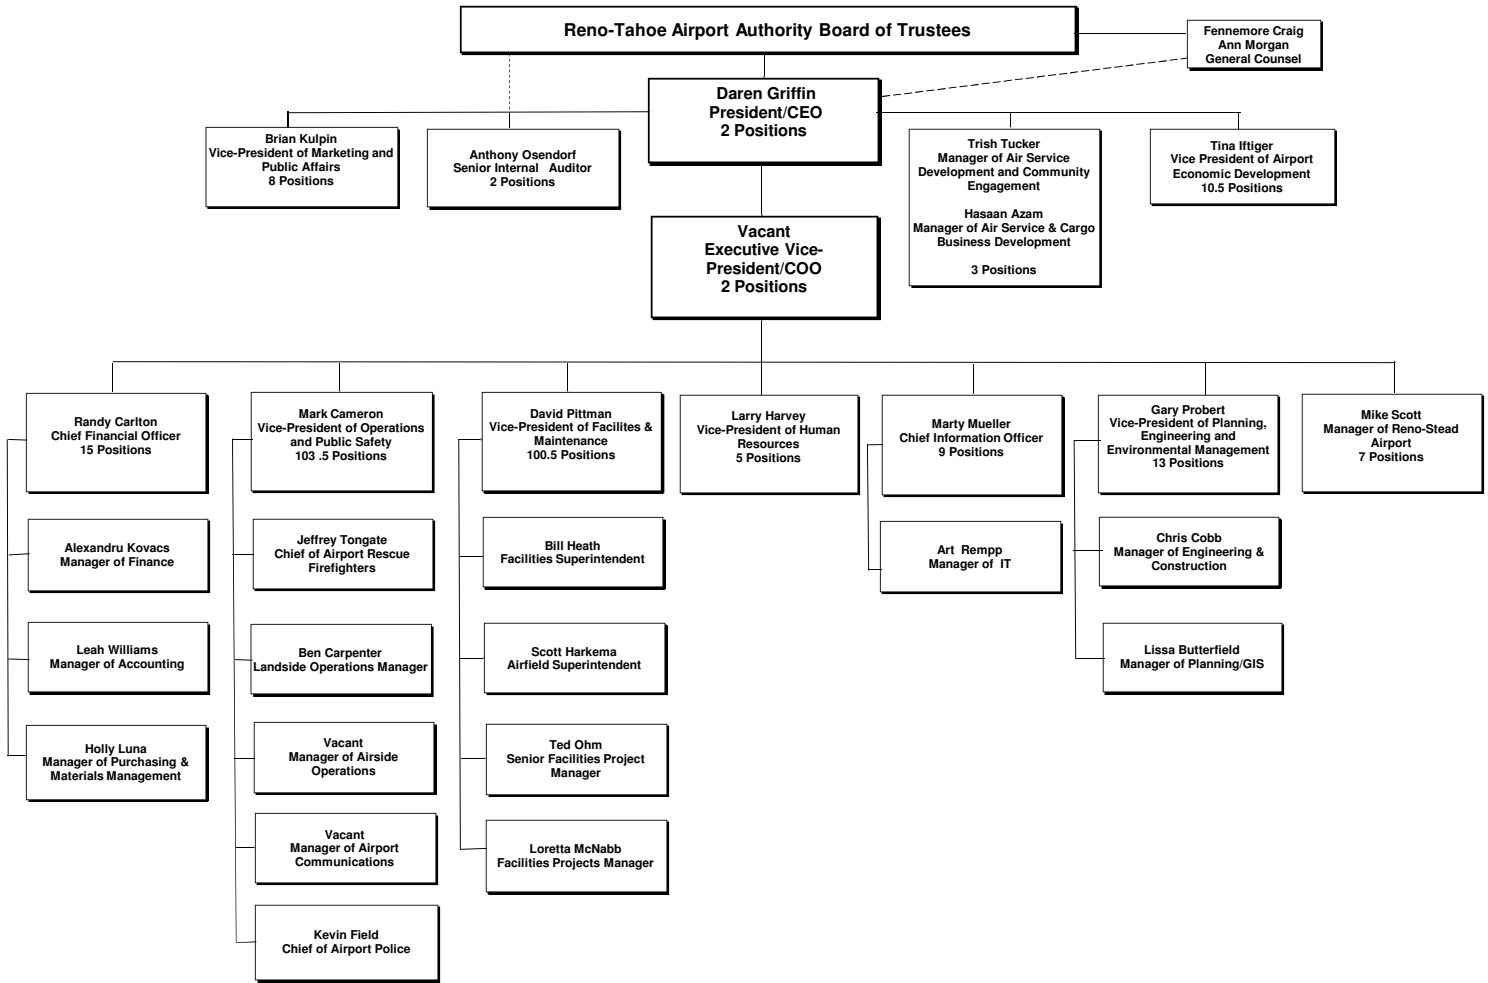 Reno-Tahoe Airport Authority Board of Trustees
Fennemore Craig
Ann Morgan
General Counsel
Daren Griffin
President/CEO
2 Positions
Brian Kulpin
Vice-President of Marketing and
Public Affairs
8 Positions
Anthony Osendorf
Senior Internal Auditor
2 Positions
Trish Tucker
Manager of Air Service
Development and Community
Engagement
Hasaan Azam
Manager of Air Service & Cargo
Business Development
3 Positions
Tina Iftiger
Vice President of Airport
Economic Development
10.5 Positions
Vacant
Executive Vice-
President/COO
2 Positions
Randy Carlton
Chief Financial Officer
15 Positions
Mark Cameron
Vice-President of Operations
and Public Safety
103 .5 Positions
David Pittman
Vice-President of Facilites &
Maintenance
100.5 Positions
Larry Harvey
Vice-President of Human
Resources
5 Positions
Marty Mueller
Chief Information Officer
9 Positions
Gary Probert
Vice-President of Planning,
Engineering and
Environmental Management
13 Positions
Mike Scott
Manager of Reno-Stead
Airport
7 Positions
Alexandru Kovacs
Manager of Finance
Jeffrey Tongate
Chief of Airport Rescue
Firefighters
Bill Heath
Facilities Superintendent
Art Rempp
Manager of IT
Chris Cobb
Manager of Engineering &
Construction
Leah Williams
Manager of Accounting
Ben Carpenter
Landside Operations Manager
Scott Harkema
Airfield Superintendent
Lissa Butterfield
Manager of Planning/GIS
Holly Luna
Manager of Purchasing &
Materials Management
Vacant
Manager of Airside
Operations
Ted Ohm
Senior Facilities Project
Manager
Vacant
Manager of Airport
Communications
Loretta McNabb
Facilities Projects Manager
Kevin Field
Chief of Airport Police